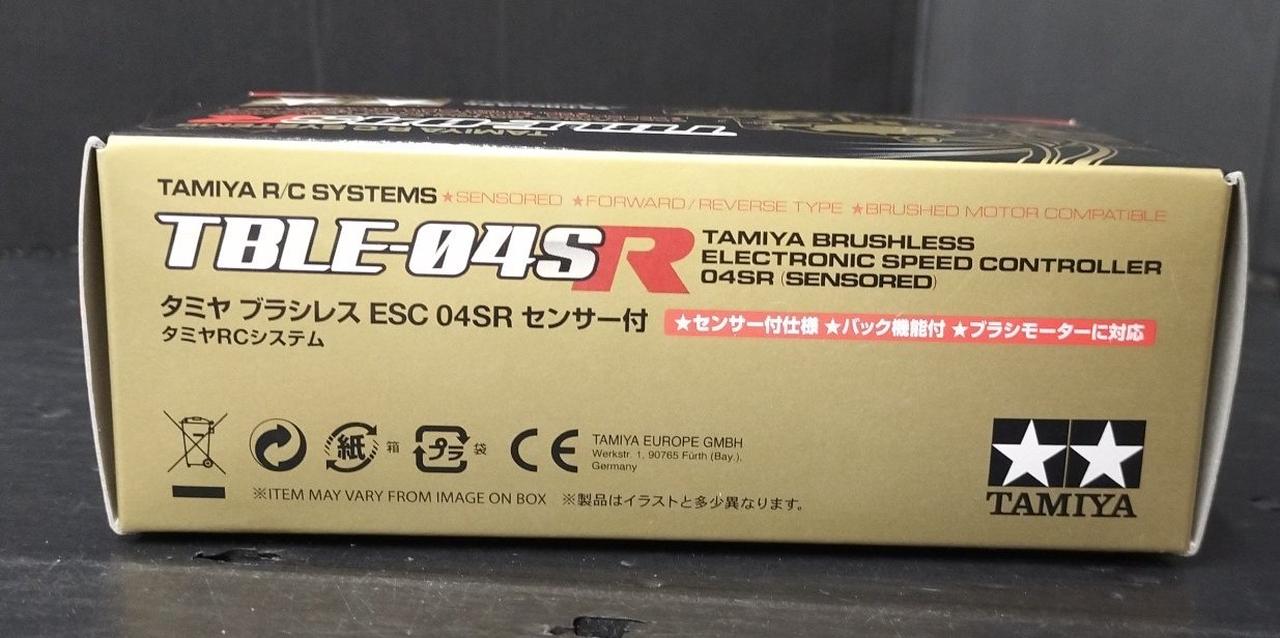 TAMIYA R/C SYSTEMS ★SENSORED ★FORWARD/REVERSE TYPE ★BRUSHED MOTOR COMPATIBLE
TBLE-04SR
TAMIYA BRUSHLESS
ELECTRONIC SPEED CONTROLLER
04SR (SENSORED)
タミヤ ブラシレス ESC 04SR センサー付
★センサー付仕様 ★バック機能付 ★ブラシモーターに対応
タミヤRCシステム
紙 箱
プラ 袋
CE
TAMIYA EUROPE GMBH
Werkstr. 1, 90765 Fürth (Bay.),
Germany
※ITEM MAY VARY FROM IMAGE ON BOX ※製品はイラストと多少異なります。
TAMIYA
TAMIYA R/C SYSTEMS